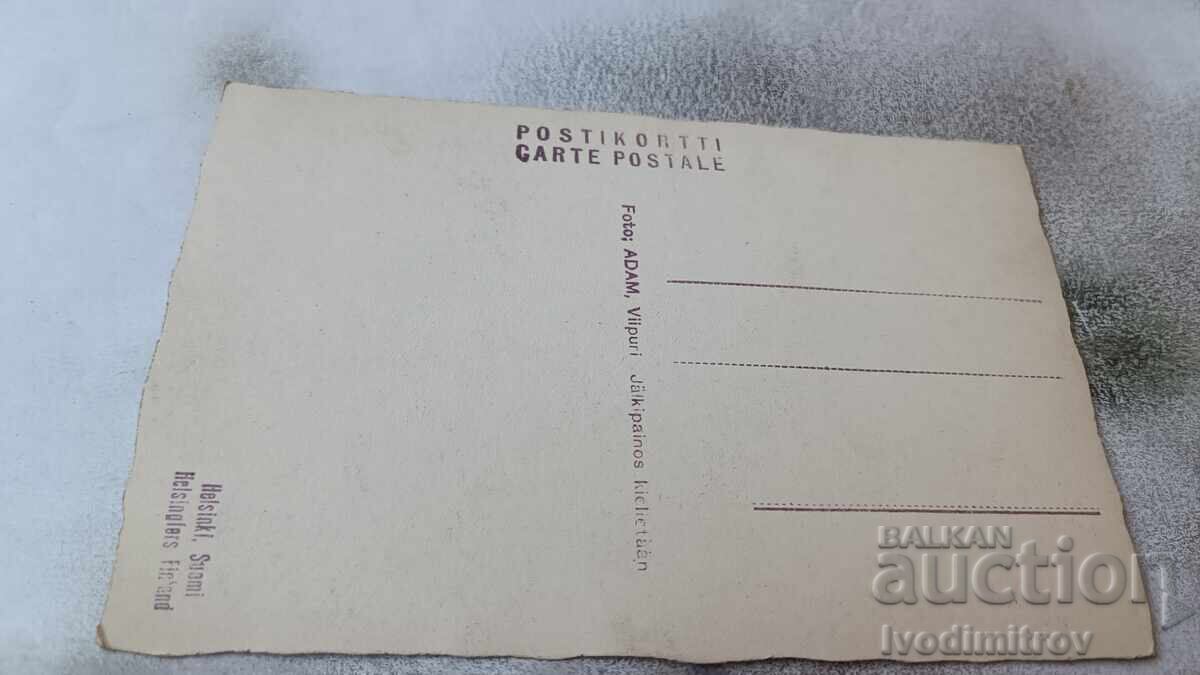 POSTIKORTTI
CARTE POSTALE
Foto; ADAM, Viipuri Jälkipainos kielletään
Helsinki, Suomi
Helsingfors Finland
BALKAN
auction
Ivodimitrov